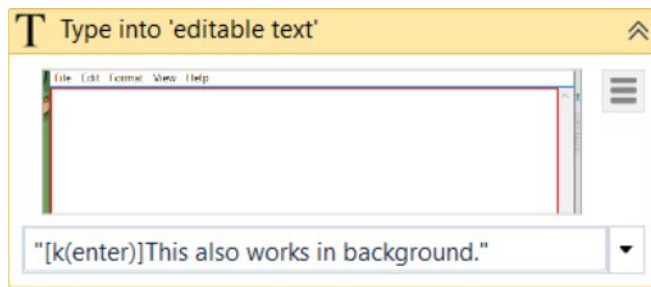 Type into 'editable text'
File Edit Format View Help
"[k(enter)]This also works in background."